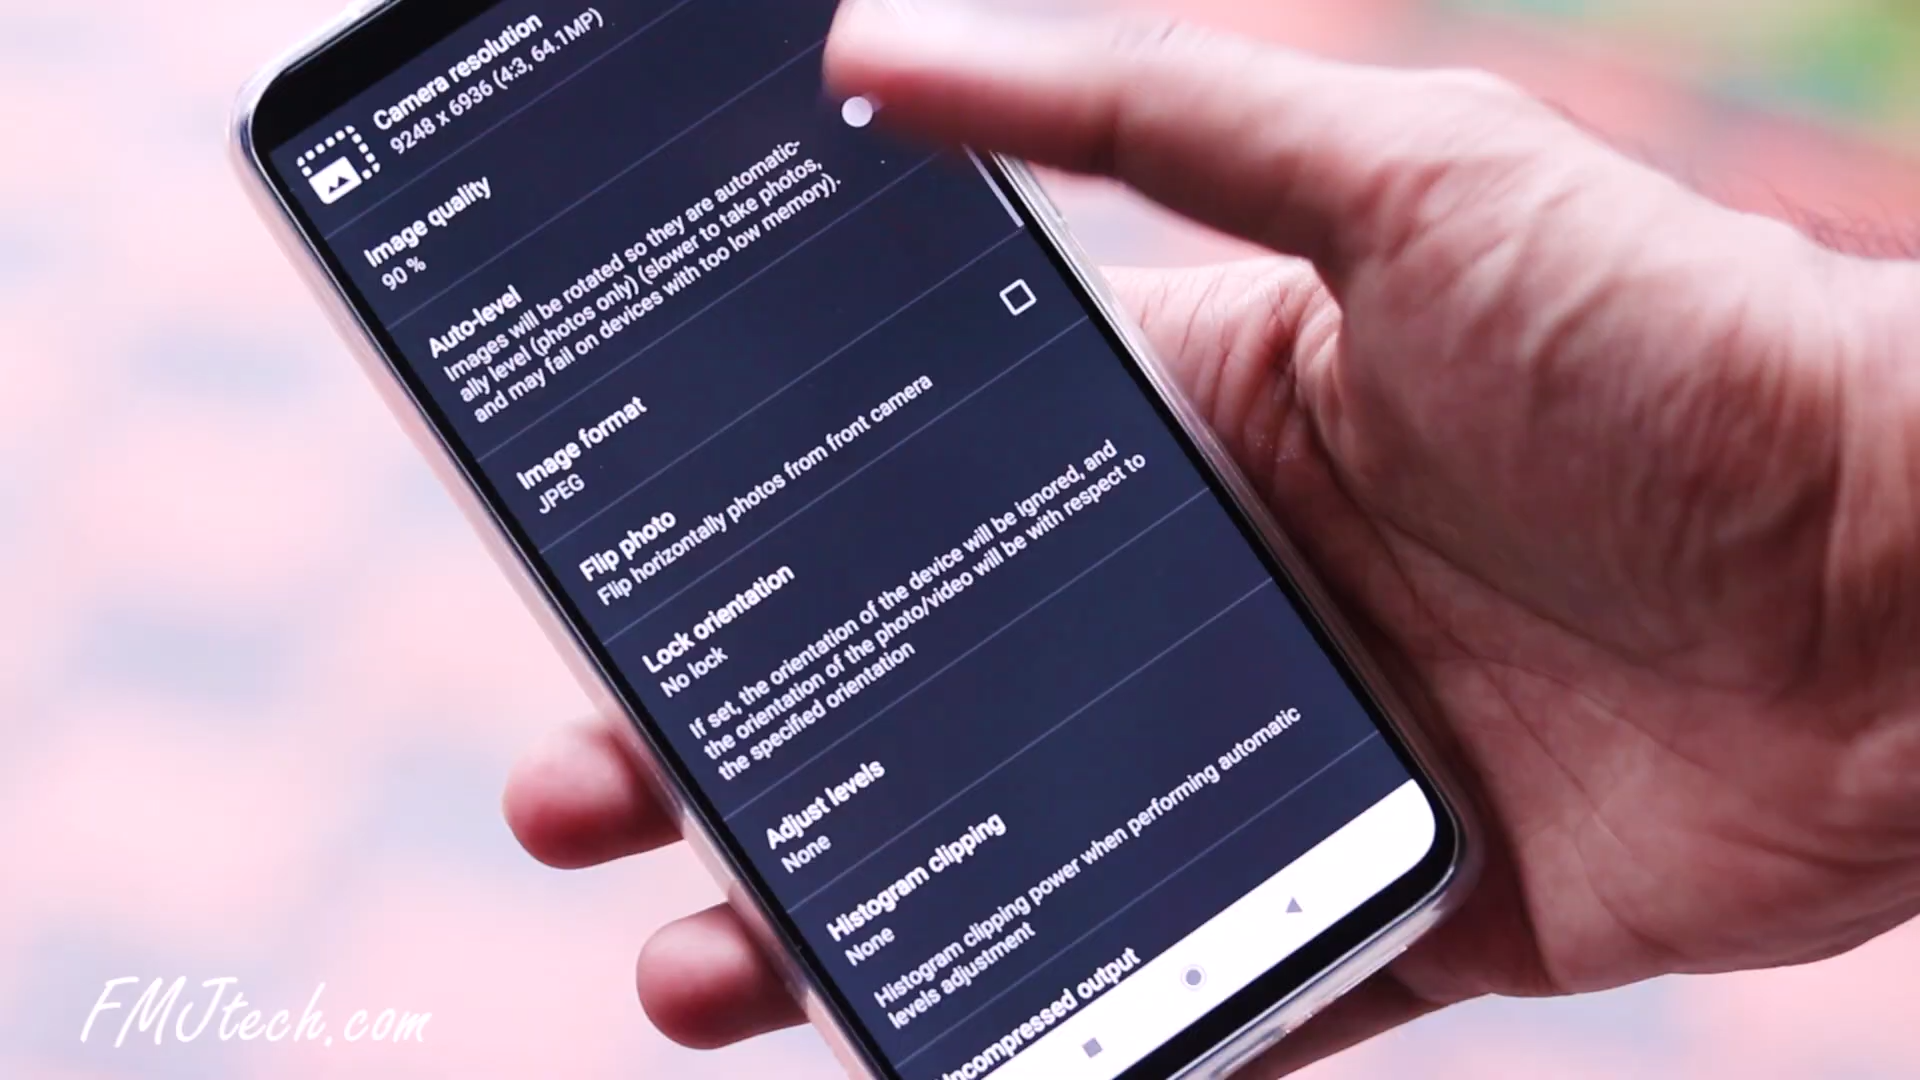 Camera resolution
9248 x 6936 (4:3, 64.1MP)
Image quality
90 %
Auto-level
Images will be rotated so they are automatic-
ally level (photos only) (slower to take photos,
and may fail on devices with too low memory).
Image format
JPEG
Flip photo
Flip horizontally photos from front camera
Lock orientation
No lock
If set, the orientation of the device will be ignored, and
the orientation of the photo/video will be with respect to
the specified orientation
Adjust levels
None
Histogram clipping
None
Histogram clipping power when performing automatic
levels adjustment
Uncompressed output
FMJtech.com